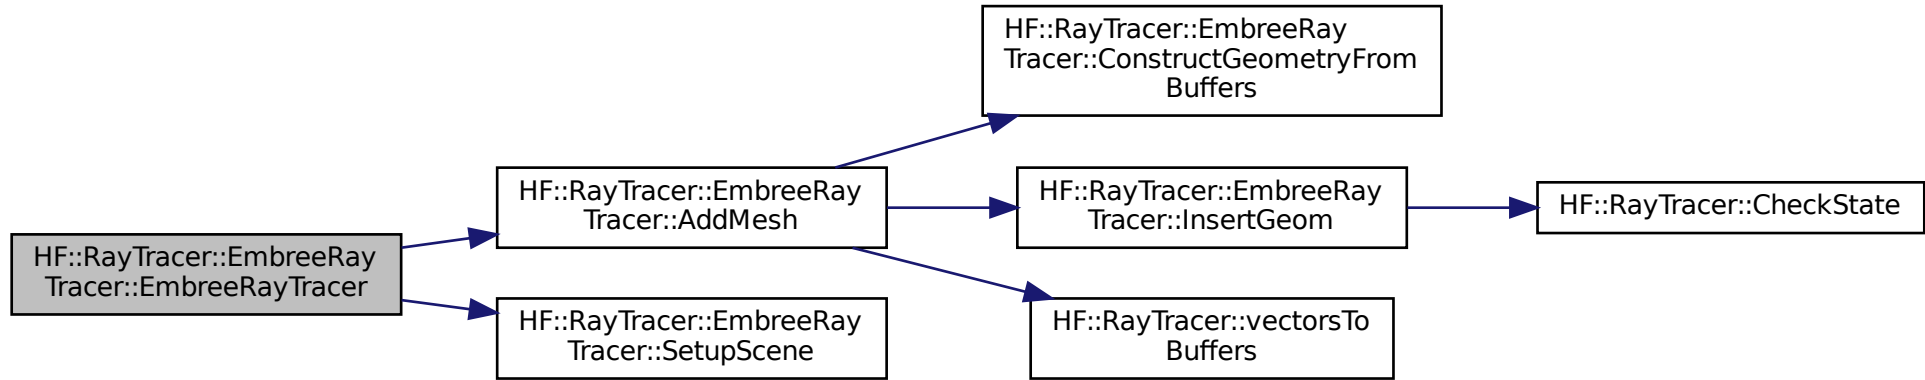 HF::RayTracer::EmbreeRay
Tracer::EmbreeRayTracer
HF::RayTracer::EmbreeRay
Tracer::AddMesh
HF::RayTracer::EmbreeRay
Tracer::SetupScene
HF::RayTracer::EmbreeRay
Tracer::ConstructGeometryFrom
Buffers
HF::RayTracer::EmbreeRay
Tracer::InsertGeom
HF::RayTracer::vectorsTo
Buffers
HF::RayTracer::CheckState